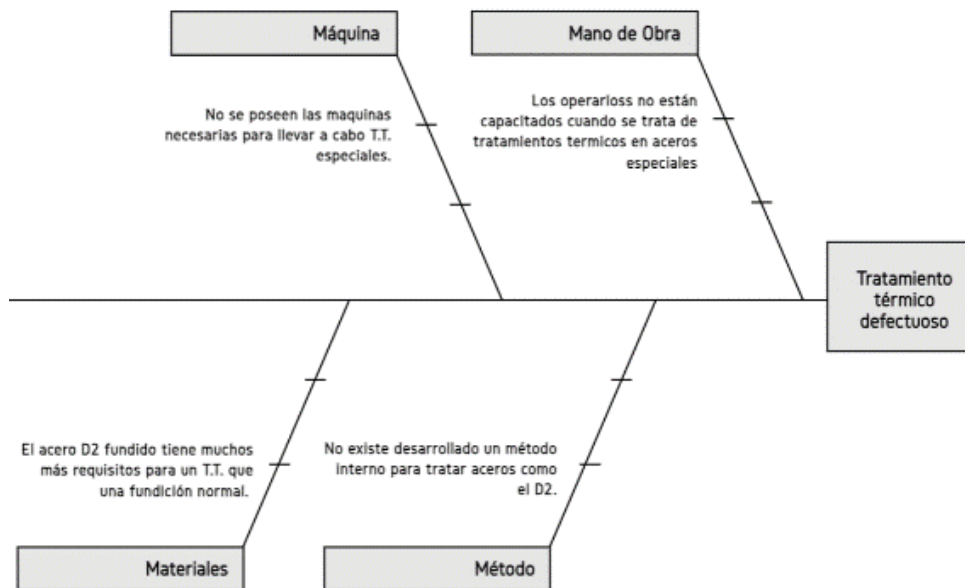 Máquina
Mano de Obra
No se poseen las maquinas
necesarias para llevar a cabo T.T.
especiales.
Los operarioss no están
capacitados cuando se trata de
tratamientos termicos en aceros
especiales
Tratamiento
térmico
defectuoso
El acero D2 fundido tiene muchos
más requisitos para un T.T. que
una fundición normal.
No existe desarrollado un método
interno para tratar aceros como
el D2.
Materiales
Método